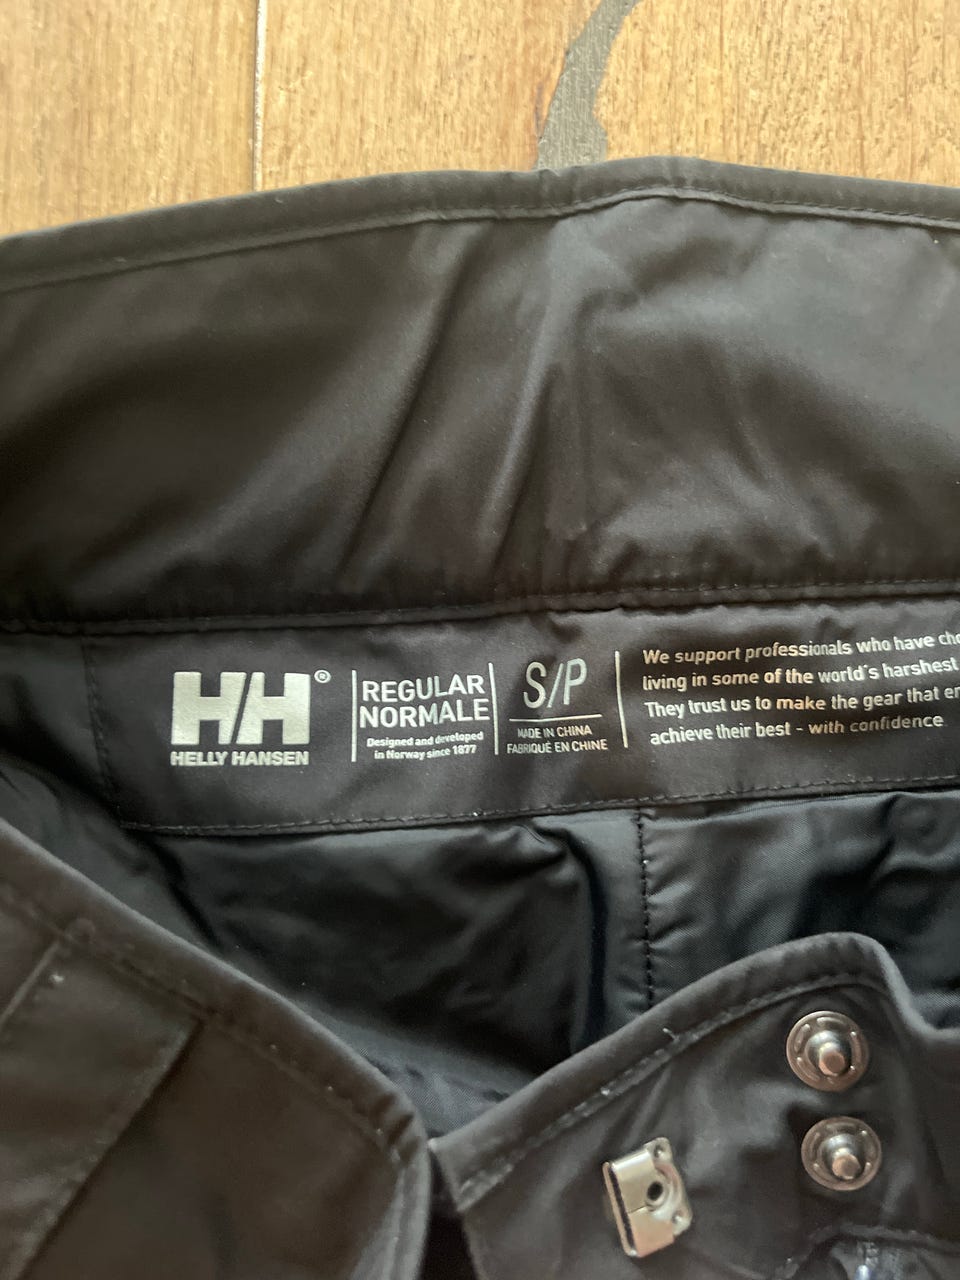 HH®
HELLY HANSEN
REGULAR
NORMALE
Designed and developed
in Norway since 1877
S/P
MADE IN CHINA
FABRIQUÉ EN CHINE
We support professionals who have
living in some of the world's harshest
They trust us to make the gear that
achieve their best - with confidence